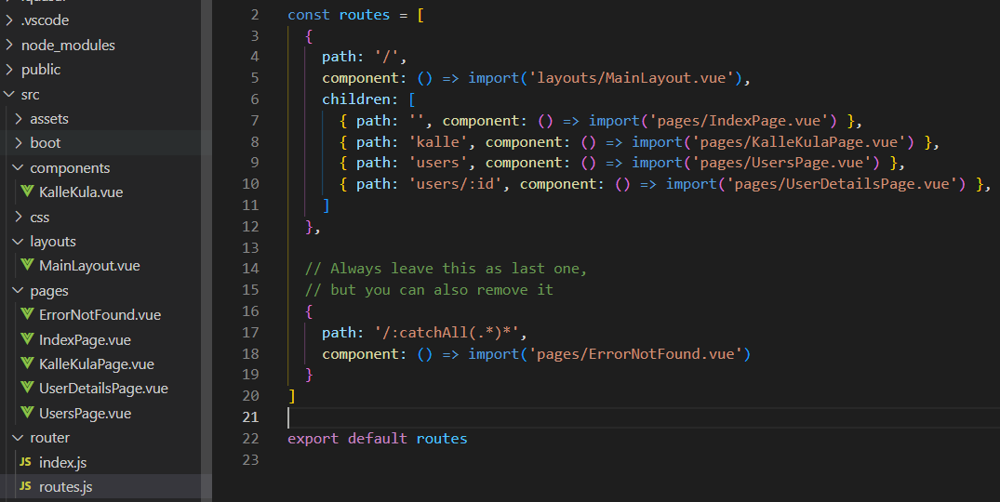 .vscode
node_modules
public
src
assets
boot
components
KalleKula.vue
css
layouts
MainLayout.vue
pages
ErrorNotFound.vue
IndexPage.vue
KalleKulaPage.vue
UserDetailsPage.vue
UsersPage.vue
router
JS index.js
JS routes.js
2 const routes = [
3 {
4 path: '/',
5 component: () => import('layouts/MainLayout.vue'),
6 children: [
7 { path: '', component: () => import('pages/IndexPage.vue') },
8 { path: 'kalle', component: () => import('pages/KalleKulaPage.vue') },
9 { path: 'users', component: () => import('pages/UsersPage.vue') },
10 { path: 'users/:id', component: () => import('pages/UserDetailsPage.vue') },
11 ]
12 },
13
14 // Always leave this as last one,
15 // but you can also remove it
16 {
17 path: '/:catchAll(.*)*',
18 component: () => import('pages/ErrorNotFound.vue')
19 }
20 ]
21
22 export default routes
23